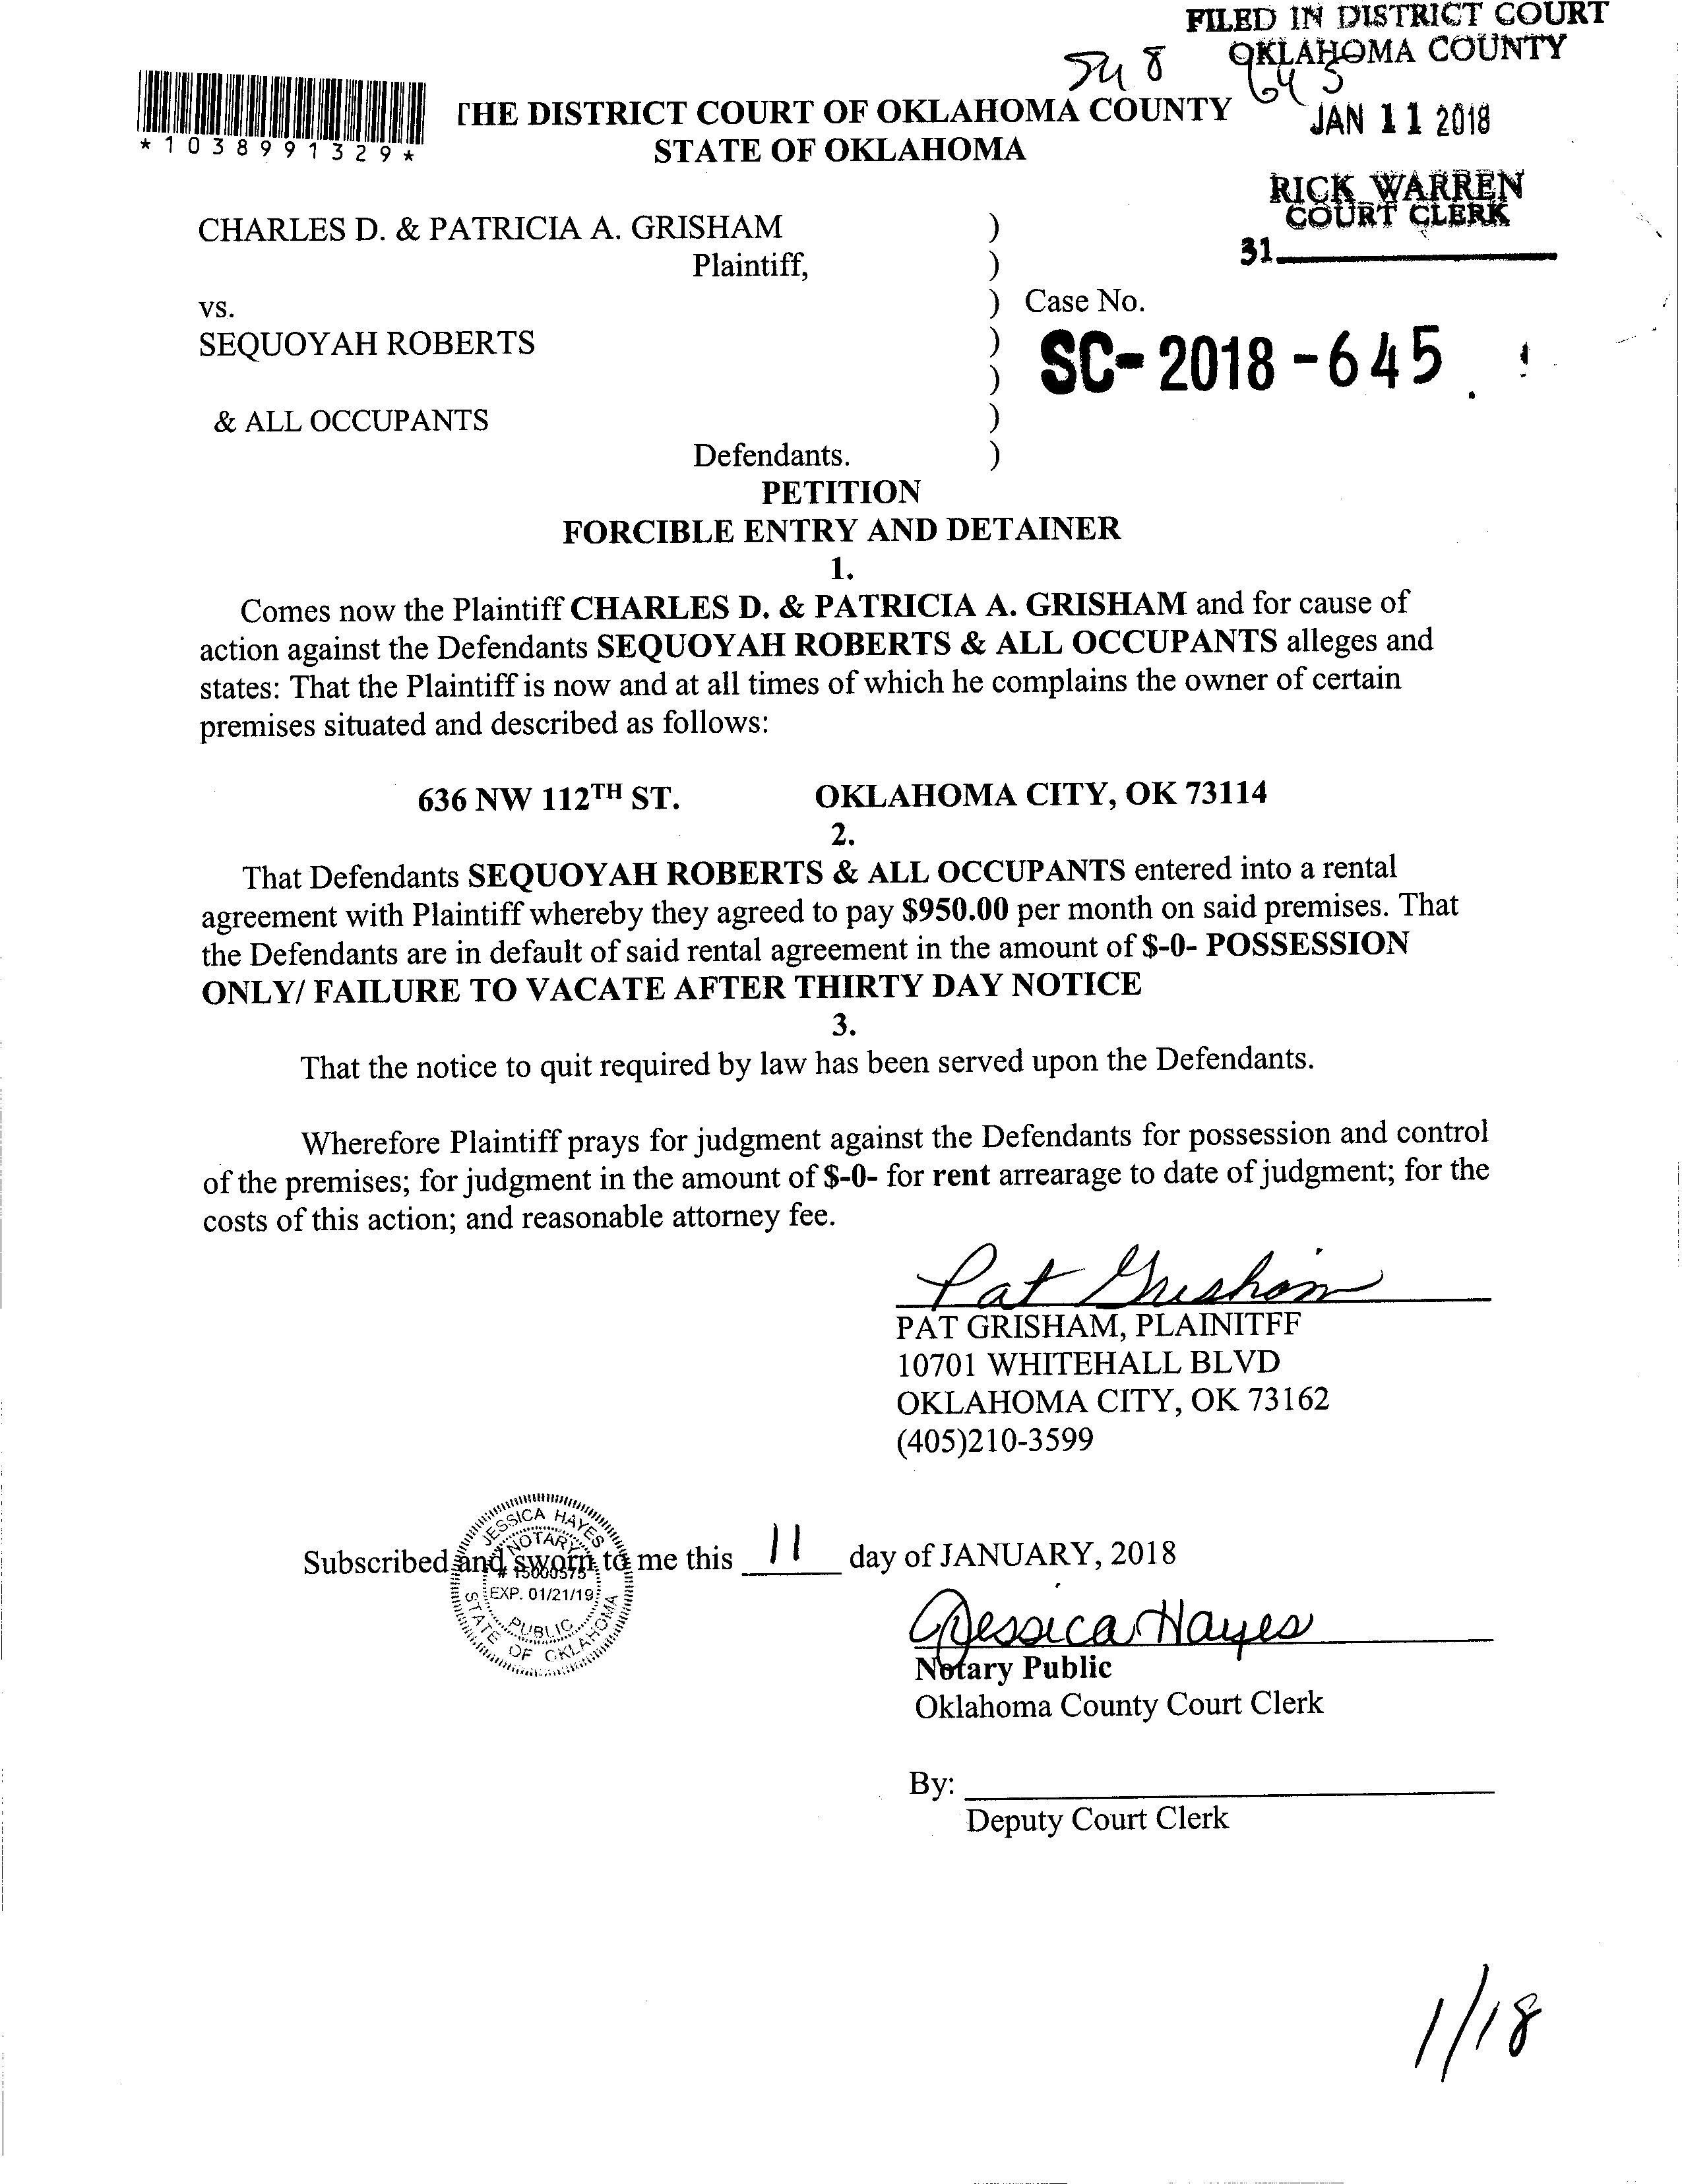 FILED IN DISTRICT COURT
OKLAHOMA COUNTY
JAN 11 2018
RICK WARREN
COURT CLERK
31
*1038991329*
THE DISTRICT COURT OF OKLAHOMA COUNTY
STATE OF OKLAHOMA
CHARLES D. & PATRICIA A. GRISHAM )
Plaintiff, )
vs. ) Case No.
SEQUOYAH ROBERTS )
) SC-2018-645
& ALL OCCUPANTS )
Defendants. )
PETITION
FORCIBLE ENTRY AND DETAINER
1.
Comes now the Plaintiff CHARLES D. & PATRICIA A. GRISHAM and for cause of
action against the Defendants SEQUOYAH ROBERTS & ALL OCCUPANTS alleges and
states: That the Plaintiff is now and at all times of which he complains the owner of certain
premises situated and described as follows:
636 NW 112TH ST. OKLAHOMA CITY, OK 73114
2.
That Defendants SEQUOYAH ROBERTS & ALL OCCUPANTS entered into a rental
agreement with Plaintiff whereby they agreed to pay $950.00 per month on said premises. That
the Defendants are in default of said rental agreement in the amount of $-0- POSSESSION
ONLY/ FAILURE TO VACATE AFTER THIRTY DAY NOTICE
3.
That the notice to quit required by law has been served upon the Defendants.
Wherefore Plaintiff prays for judgment against the Defendants for possession and control
of the premises; for judgment in the amount of $-0- for rent arrearage to date of judgment; for the
costs of this action; and reasonable attorney fee.
Pat Grisham
PAT GRISHAM, PLAINITFF
10701 WHITEHALL BLVD
OKLAHOMA CITY, OK 73162
(405)210-3599
JESSICA HAYES
NOTARY
# 15000575
EXP. 01/21/19
PUBLIC
STATE OF OKLAHOMA
Subscribed and sworn to me this 11 day of JANUARY, 2018
Jessica Hayes
Notary Public
Oklahoma County Court Clerk
By:
Deputy Court Clerk
1/18